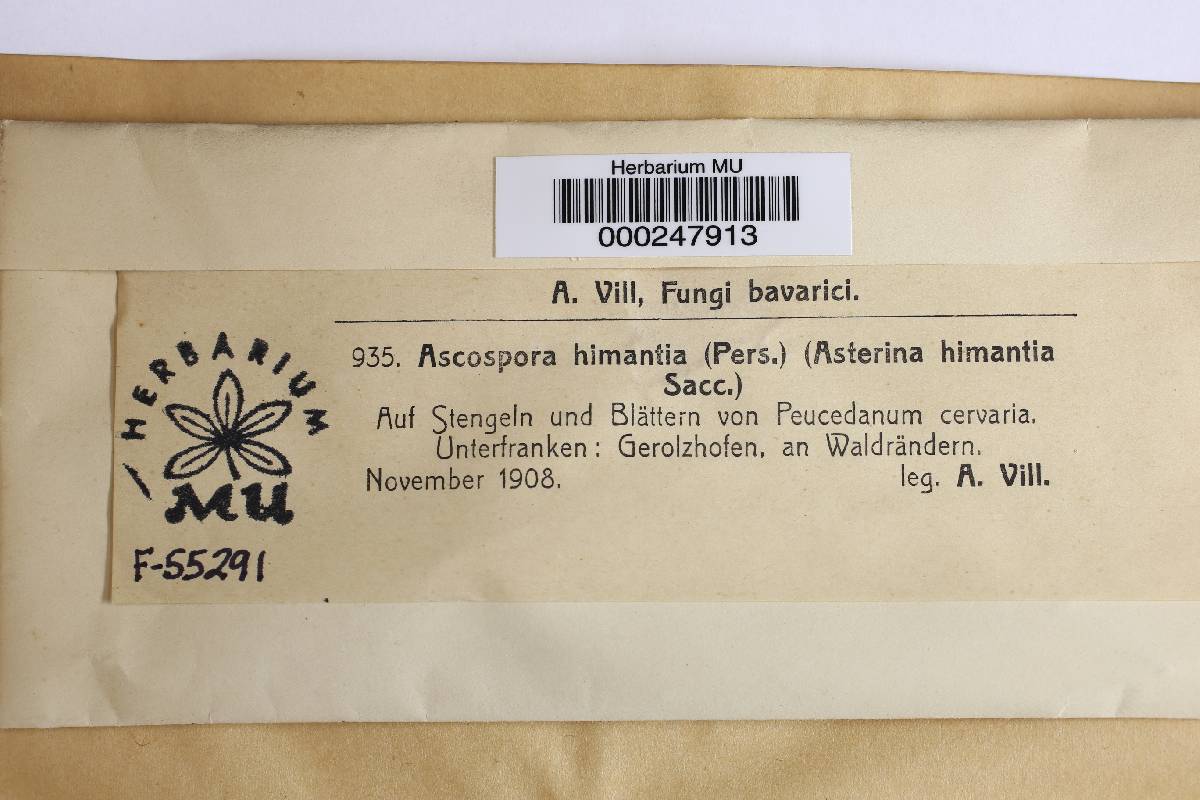 Herbarium MU
000247913
A. Vill, Fungi bavarici.
935. Ascospora himantia (Pers.) (Asterina himantia
Sacc.)
Auf Stengeln und Blättern von Peucedanum cervaria.
Unterfranken: Gerolzhofen, an Waldrändern.
November 1908. leg. A. Vill.
HERBARIUM
MU
F-55291